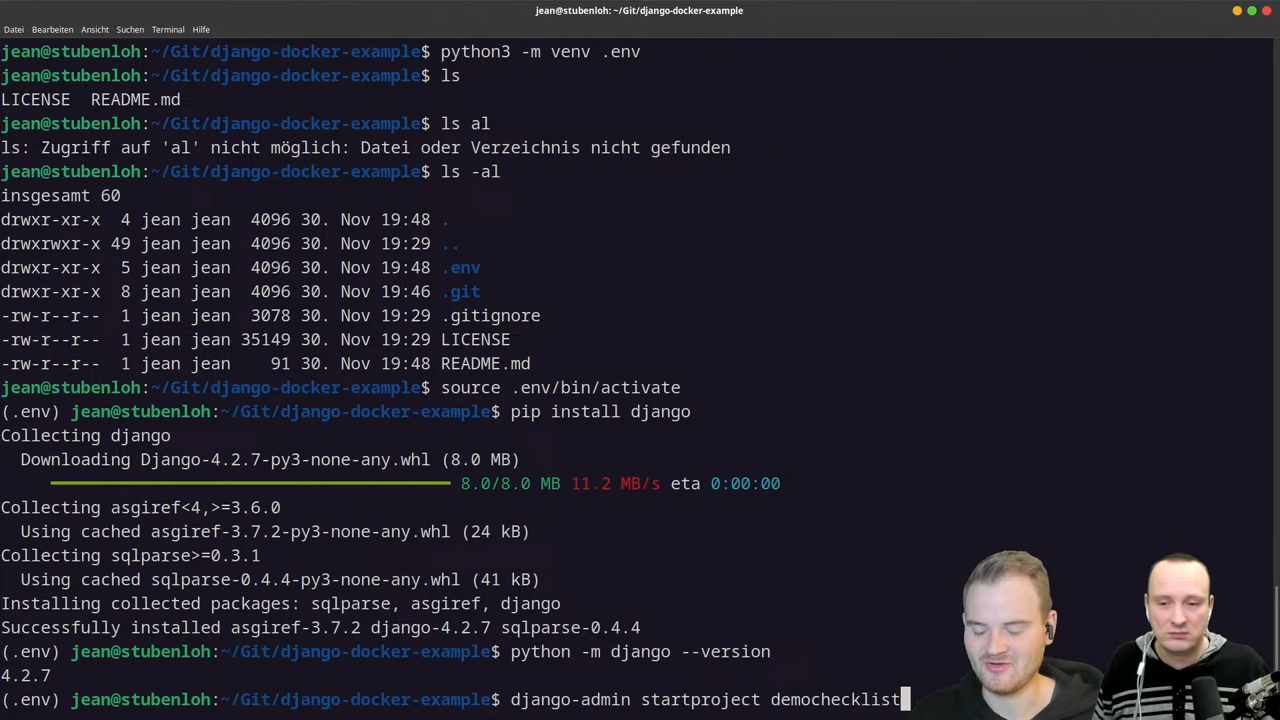 jean@stubenloh: ~/Git/django-docker-example
Datei Bearbeiten Ansicht Suchen Terminal Hilfe
jean@stubenloh:~/Git/django-docker-example$ python3 -m venv .env
jean@stubenloh:~/Git/django-docker-example$ ls
LICENSE  README.md
jean@stubenloh:~/Git/django-docker-example$ ls al
ls: Zugriff auf 'al' nicht möglich: Datei oder Verzeichnis nicht gefunden
jean@stubenloh:~/Git/django-docker-example$ ls -al
insgesamt 60
drwxr-xr-x  4 jean jean  4096 30. Nov 19:48 .
drwxrwxr-x 49 jean jean  4096 30. Nov 19:29 ..
drwxr-xr-x  5 jean jean  4096 30. Nov 19:48 .env
drwxr-xr-x  8 jean jean  4096 30. Nov 19:46 .git
-rw-r--r--  1 jean jean  3078 30. Nov 19:29 .gitignore
-rw-r--r--  1 jean jean 35149 30. Nov 19:29 LICENSE
-rw-r--r--  1 jean jean    91 30. Nov 19:48 README.md
jean@stubenloh:~/Git/django-docker-example$ source .env/bin/activate
(.env) jean@stubenloh:~/Git/django-docker-example$ pip install django
Collecting django
  Downloading Django-4.2.7-py3-none-any.whl (8.0 MB)
8.0/8.0 MB 11.2 MB/s eta 0:00:00
Collecting asgiref<4,>=3.6.0
  Using cached asgiref-3.7.2-py3-none-any.whl (24 kB)
Collecting sqlparse>=0.3.1
  Using cached sqlparse-0.4.4-py3-none-any.whl (41 kB)
Installing collected packages: sqlparse, asgiref, django
Successfully installed asgiref-3.7.2 django-4.2.7 sqlparse-0.4.4
(.env) jean@stubenloh:~/Git/django-docker-example$ python -m django --version
4.2.7
(.env) jean@stubenloh:~/Git/django-docker-example$ django-admin startproject demochecklist